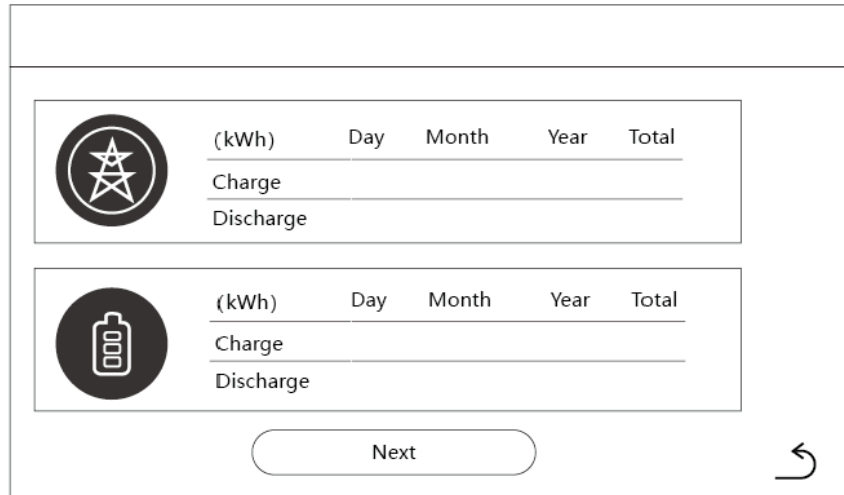 (kWh) Day Month Year Total
Charge
Discharge
(kWh) Day Month Year Total
Charge
Discharge
Next